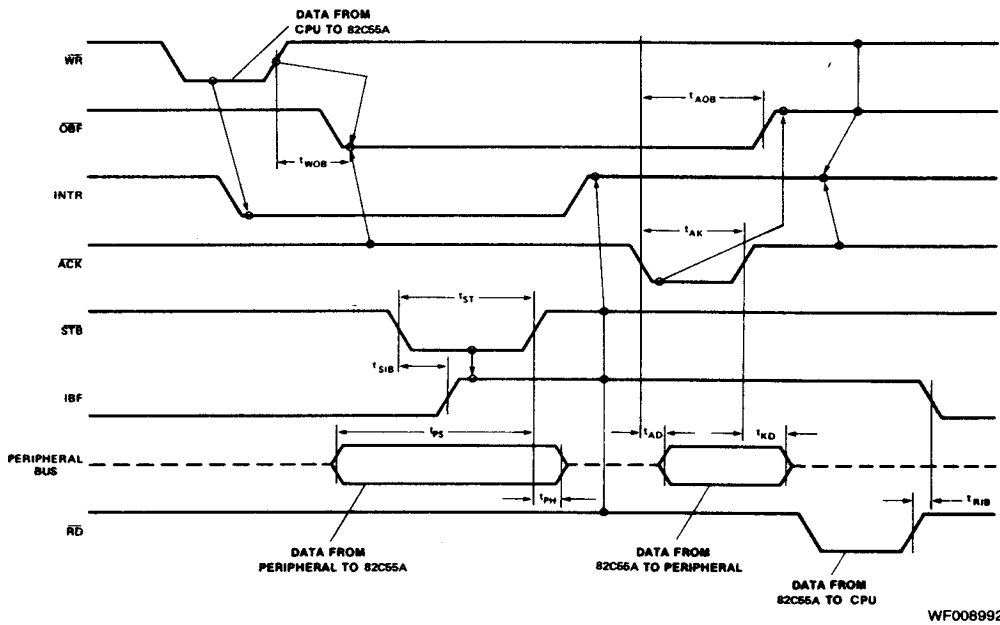 DATA FROM
CPU TO 82C55A
WR
OBF
tAOB
tWOB
INTR
tAK
ACK
tST
STB
tSIB
IBF
tPS
tAD
tKD
PERIPHERAL
BUS
tPH
tRIB
RD
DATA FROM
PERIPHERAL TO 82C55A
DATA FROM
82C55A TO PERIPHERAL
DATA FROM
82C55A TO CPU
WF008992